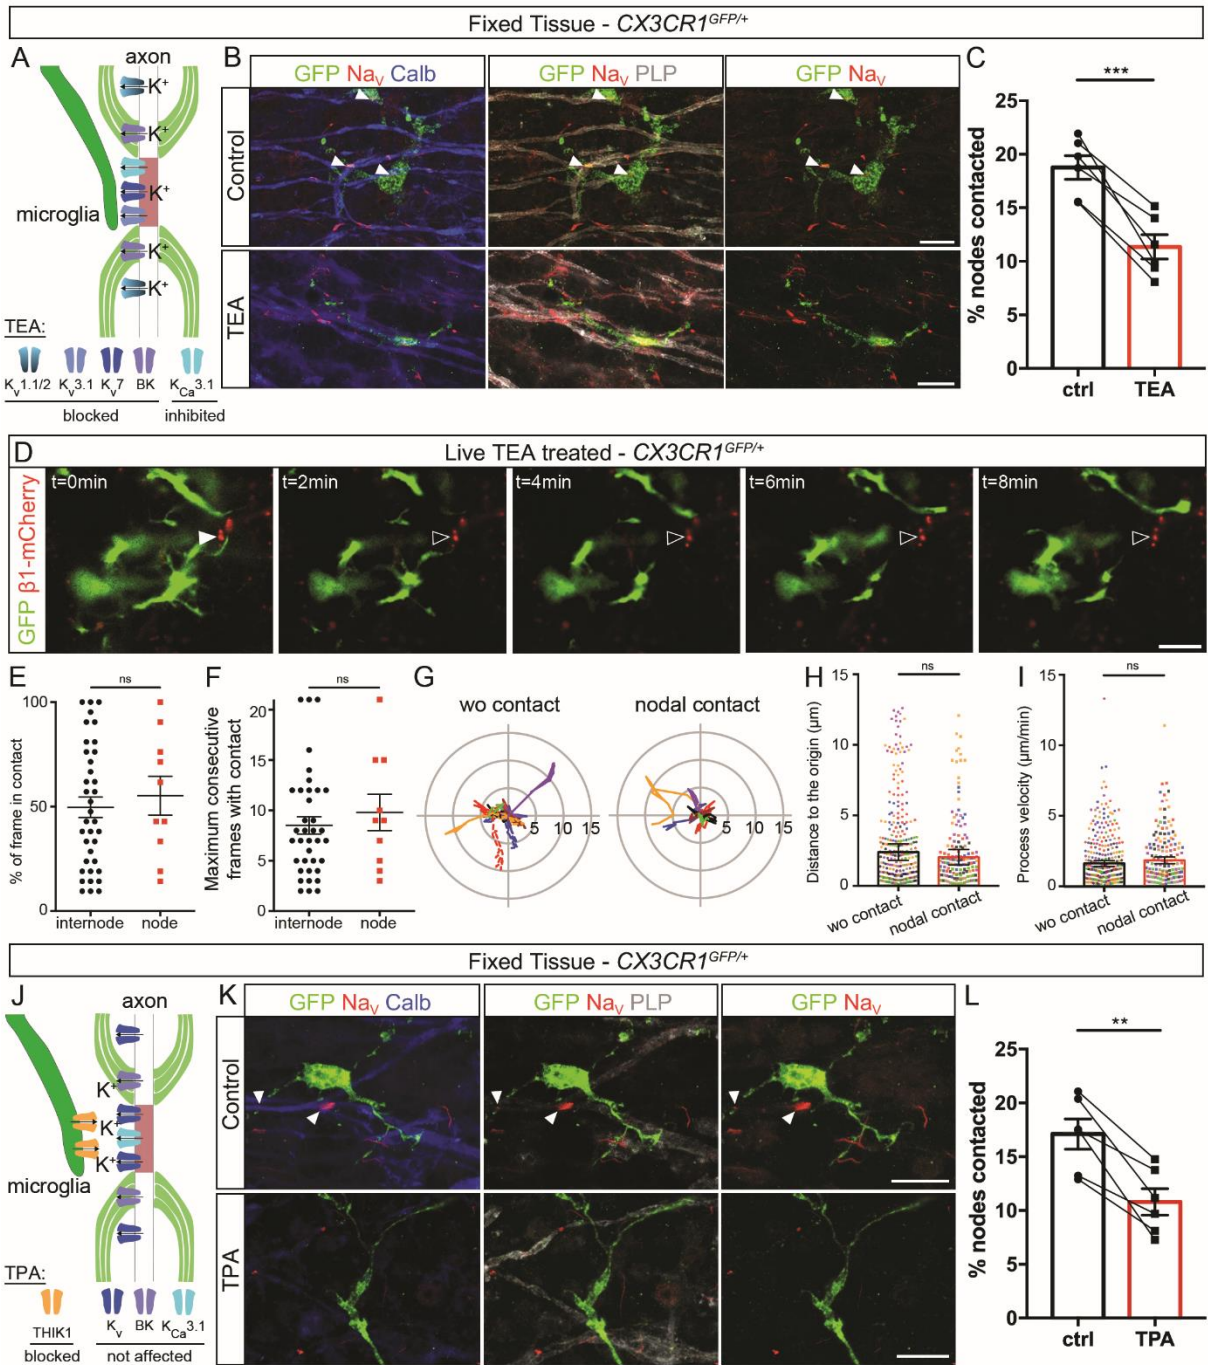 Fixed Tissue - CX3CR1GFP/+
A
axon
K+
K+
K+
K+
K+
microglia
TEA:
Kv1.1/2 Kv3.1 Kv7 BK KCa3.1
blocked inhibited
B
GFP NaV Calb
GFP NaV PLP
GFP NaV
Control
TEA
C
***
% nodes contacted
25
20
15
10
5
0
ctrl TEA
D
Live TEA treated - CX3CR1GFP/+
GFP β1-mCherry
t=0min
t=2min
t=4min
t=6min
t=8min
E
ns
% of frame in contact
100
50
0
internode node
F
ns
Maximum consecutive
frames with contact
20
15
10
5
0
internode node
G
wo contact
5 10 15
nodal contact
5 10 15
H
ns
Distance to the origin (µm)
15
10
5
0
wo contact
nodal contact
I
ns
Process velocity (µm/min)
15
10
5
0
wo contact
nodal contact
Fixed Tissue - CX3CR1GFP/+
J
axon
K+
K+
K+
microglia
TPA:
THIK1
Kv BK KCa3.1
blocked not affected
K
GFP NaV Calb
GFP NaV PLP
GFP NaV
Control
TPA
L
**
% nodes contacted
25
20
15
10
5
0
ctrl TPA